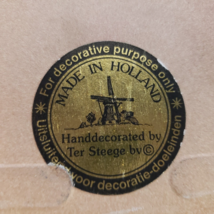 For decorative purpose only
MADE IN HOLLAND
Handdecorated by
Ter Steege bv©
Uitsluitend voor decoratie-doeleinden